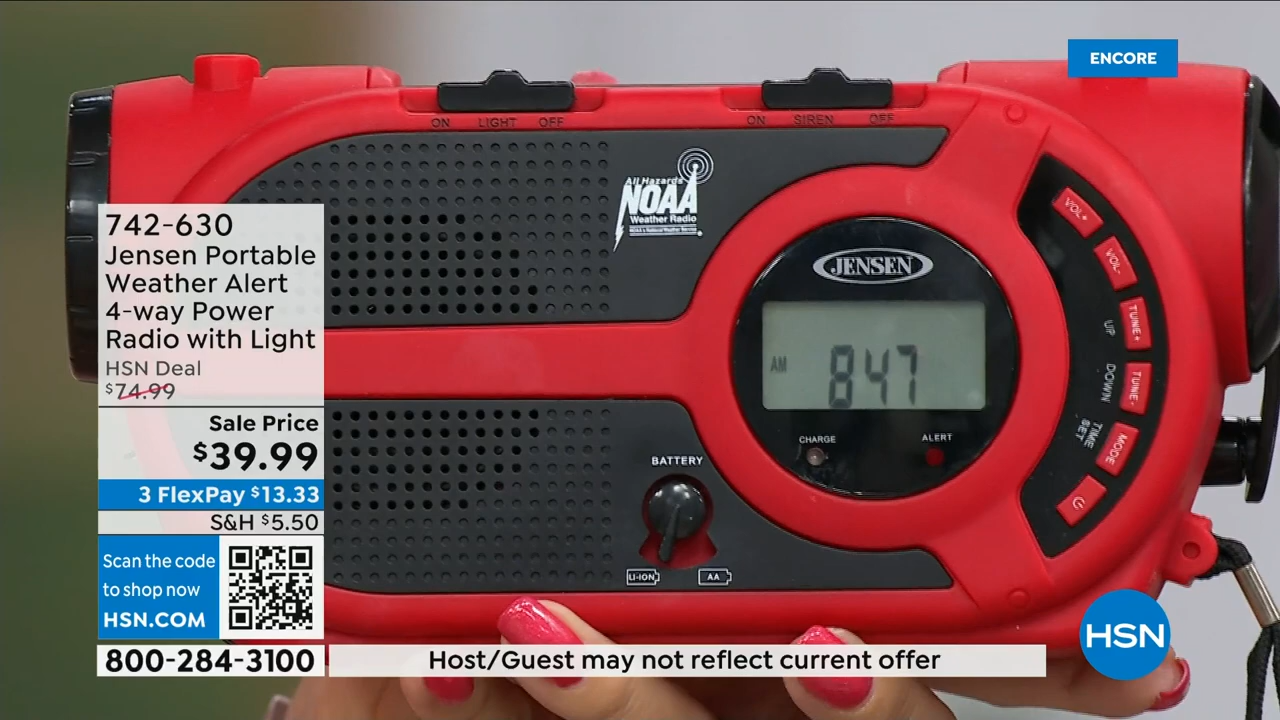 ENCORE
ON LIGHT OFF
ON SIREN OFF
All Hazards
NOAA
Weather Radio
VOL+
VOL-
TUNE+
UP
TUNE-
DOWN
MODE
TIME SET
JENSEN
AM 847
CHARGE ALERT
BATTERY
LI-ION AA
742-630
Jensen Portable
Weather Alert
4-way Power
Radio with Light
HSN Deal
$74.99
Sale Price
$39.99
3 FlexPay $13.33
S&H $5.50
Scan the code
to shop now
HSN.COM
800-284-3100
Host/Guest may not reflect current offer
HSN